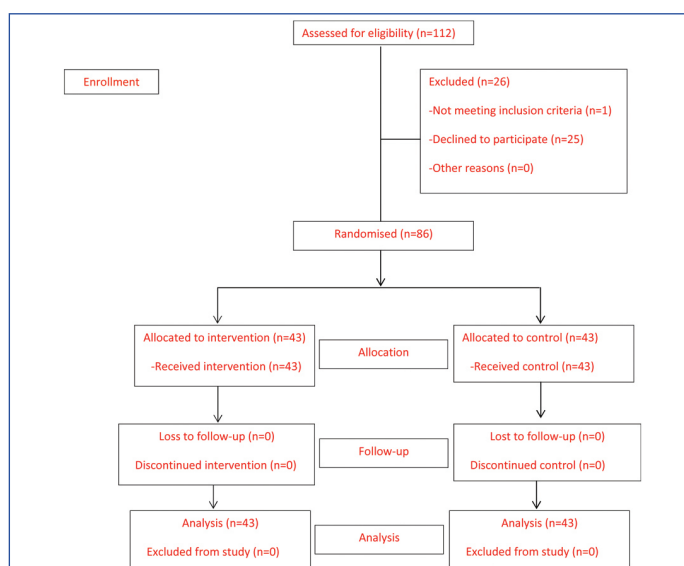 Assessed for eligibility (n=112)
Enrollment
Excluded (n=26)
-Not meeting inclusion criteria (n=1)
-Declined to participate (n=25)
-Other reasons (n=0)
Randomised (n=86)
Allocated to intervention (n=43)
-Received intervention (n=43)
Allocation
Allocated to control (n=43)
-Received control (n=43)
Loss to follow-up (n=0)
Discontinued intervention (n=0)
Follow-up
Lost to follow-up (n=0)
Discontinued control (n=0)
Analysis (n=43)
Excluded from study (n=0)
Analysis
Analysis (n=43)
Excluded from study (n=0)